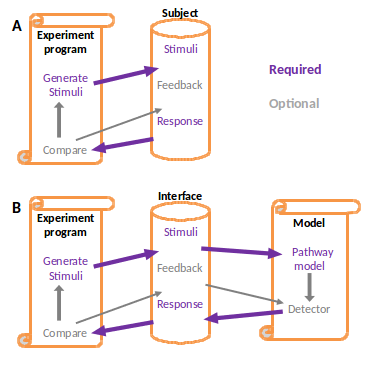 A
Subject
Experiment
program
Stimuli
Generate
Stimuli
Feedback
Response
Compare
Required
Optional
B
Interface
Experiment
program
Stimuli
Model
Generate
Stimuli
Feedback
Pathway
model
Response
Detector
Compare